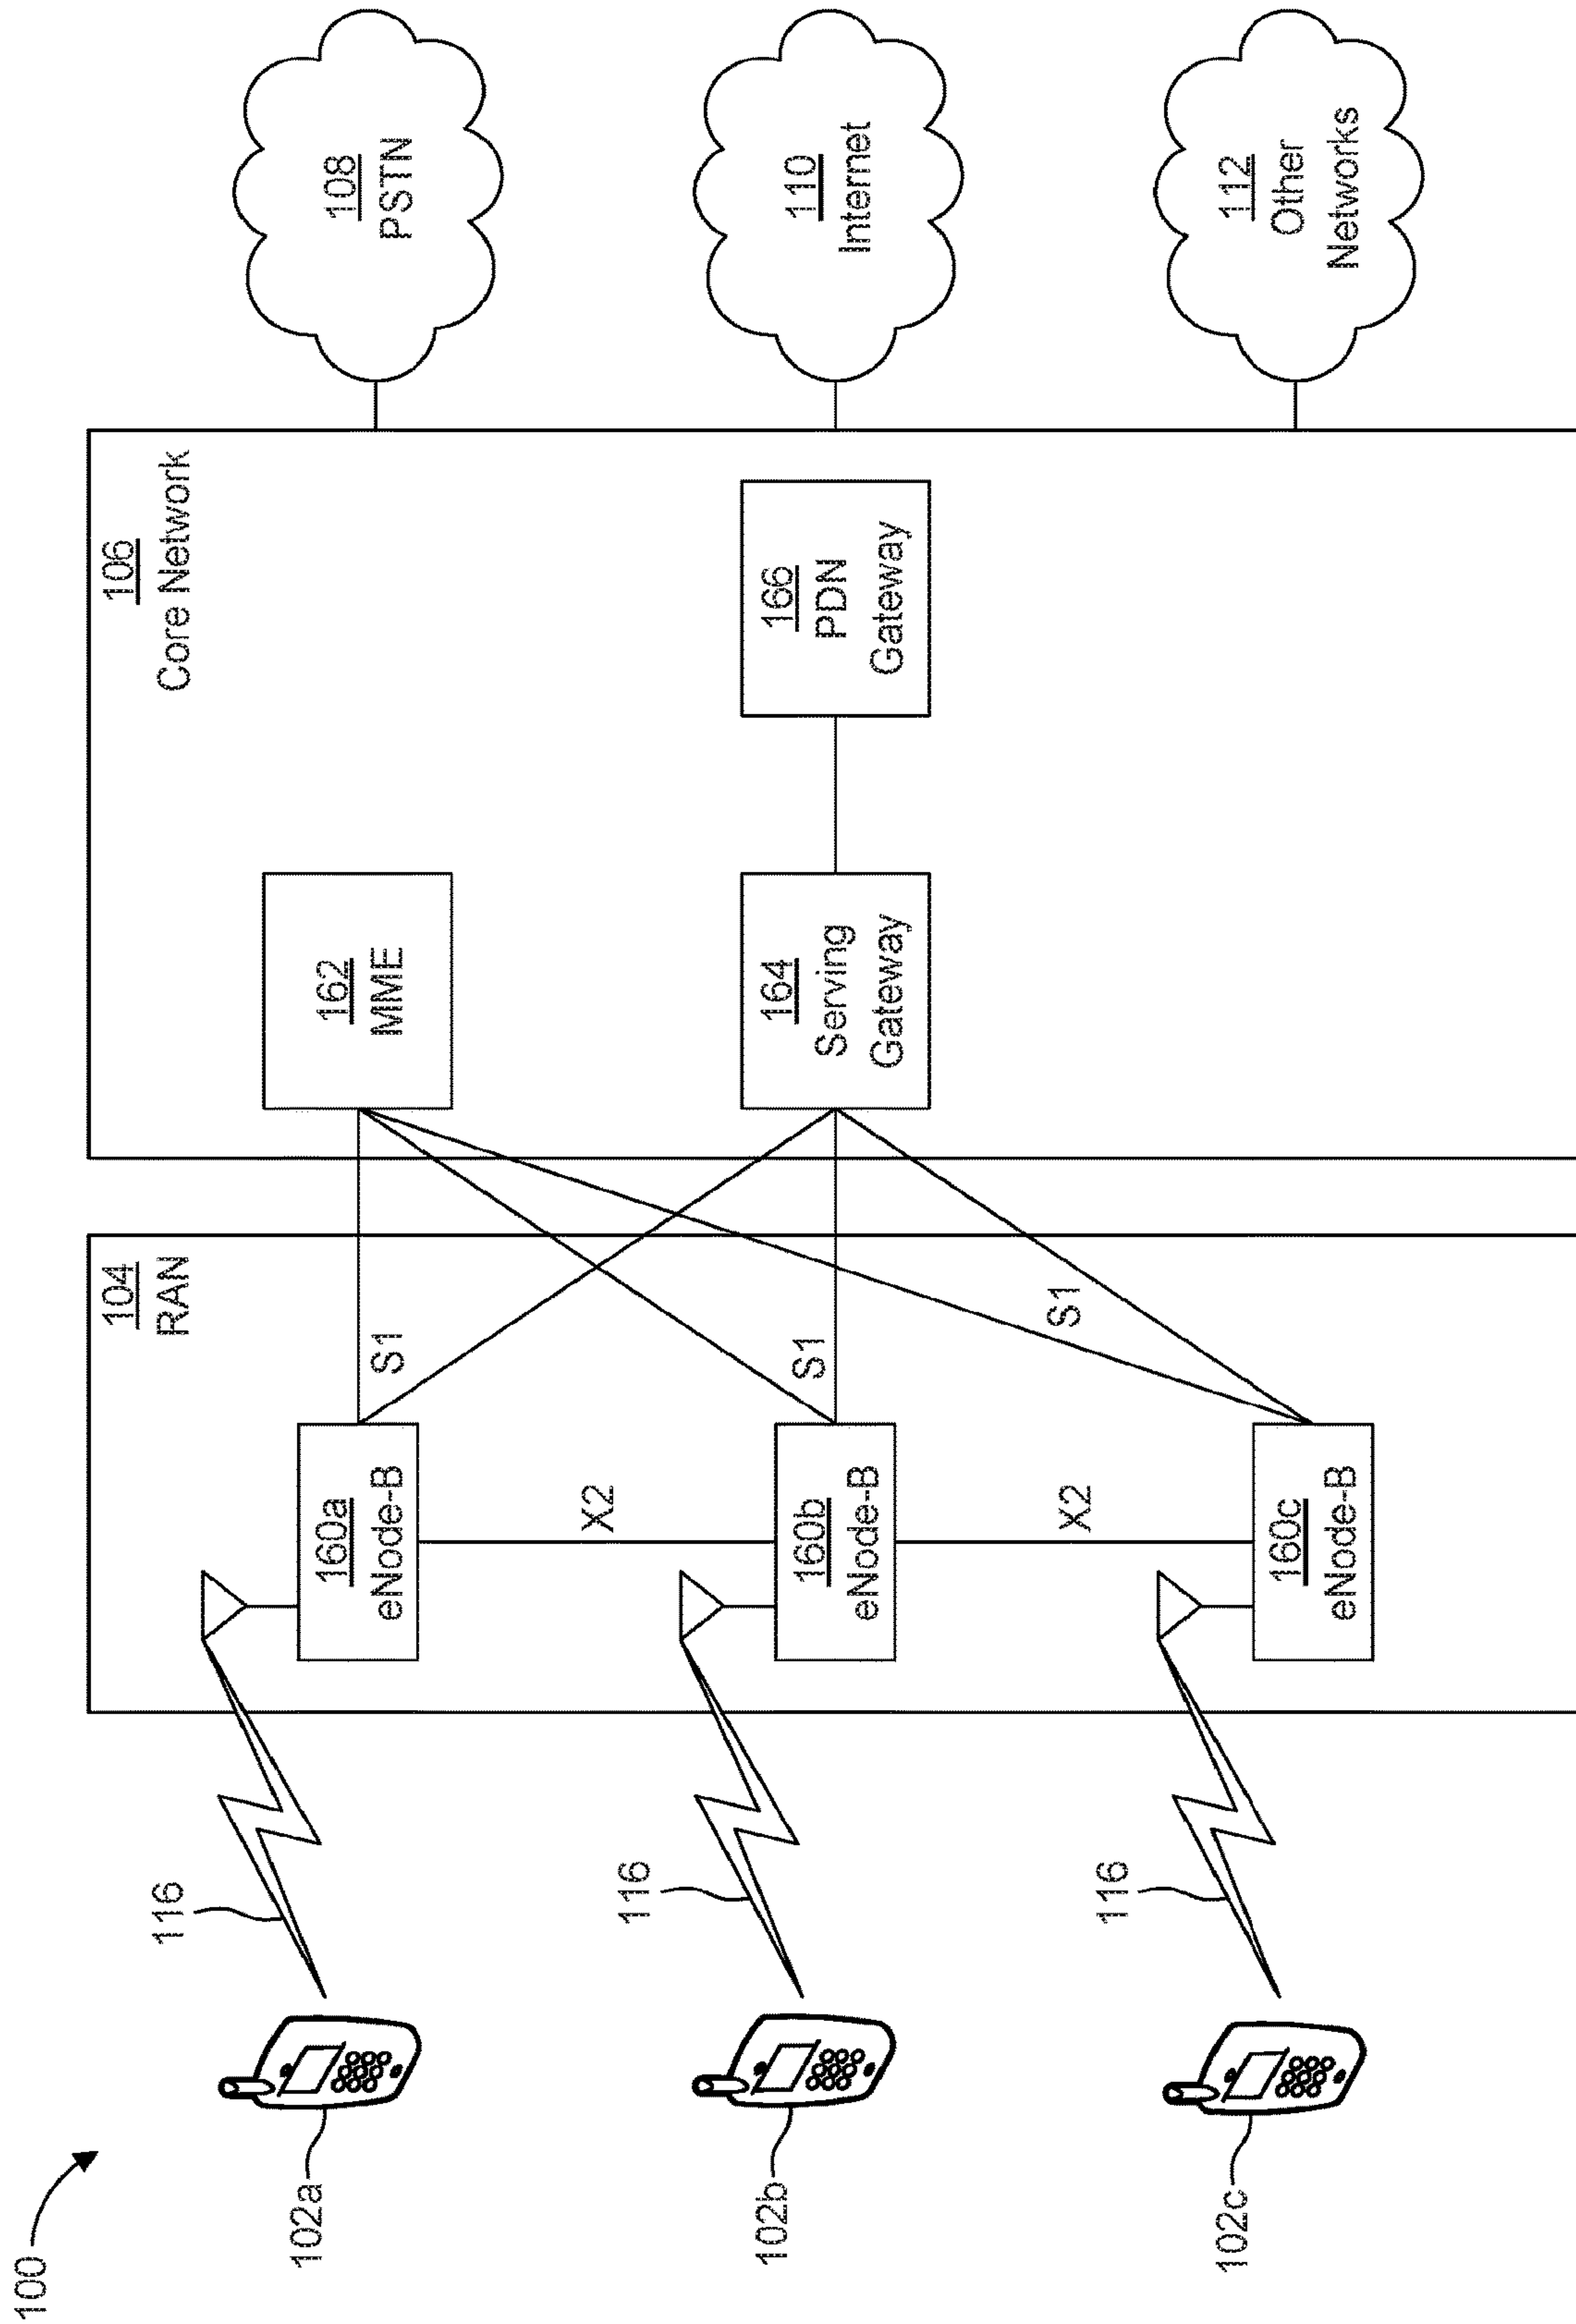 100
102a
116
102b
116
102c
116
104
RAN
160a
eNode-B
X2
160b
eNode-B
X2
160c
eNode-B
S1
S1
S1
106
Core Network
162
MME
164
Serving
Gateway
166
PDN
Gateway
108
PSTN
110
Internet
112
Other
Networks